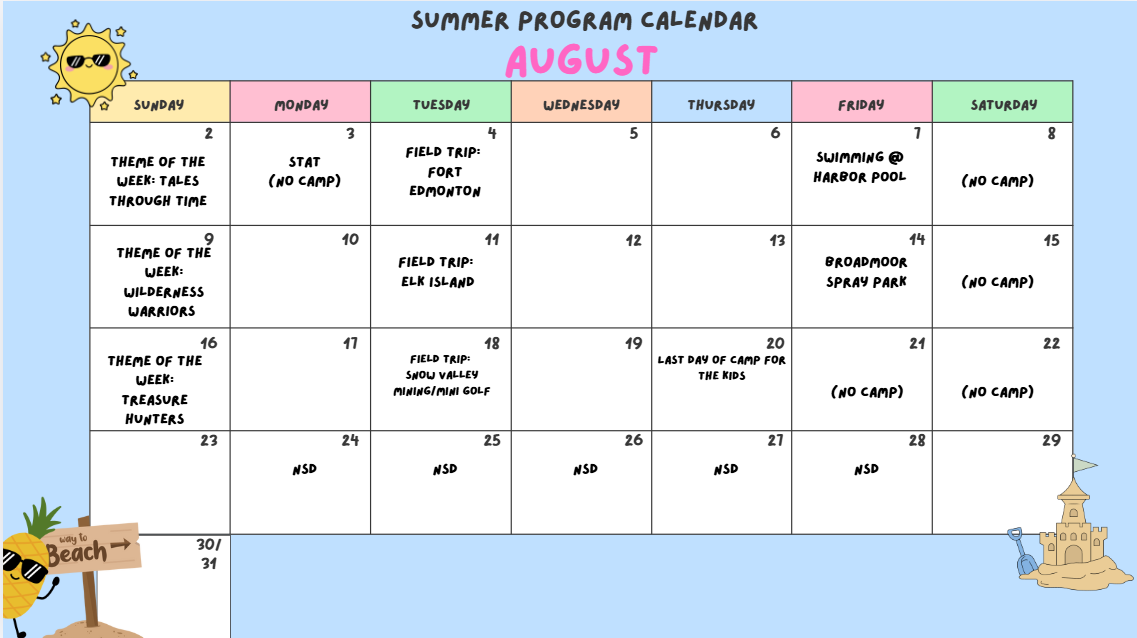 SUMMER PROGRAM CALENDAR
AUGUST
SUNDAY
MONDAY
TUESDAY
WEDNESDAY
THURSDAY
FRIDAY
SATURDAY
2
THEME OF THE
WEEK: TALES
THROUGH TIME
3
STAT
(NO CAMP)
4
FIELD TRIP:
FORT
EDMONTON
5
6
7
SWIMMING @
HARBOR POOL
8
(NO CAMP)
9
THEME OF THE
WEEK:
WILDERNESS
WARRIORS
10
11
FIELD TRIP:
ELK ISLAND
12
13
14
BROADMOOR
SPRAY PARK
15
(NO CAMP)
16
THEME OF THE
WEEK:
TREASURE
HUNTERS
17
18
FIELD TRIP:
SNOW VALLEY
MINING/MINI GOLF
19
20
LAST DAY OF CAMP FOR
THE KIDS
21
(NO CAMP)
22
(NO CAMP)
23
24
NSD
25
NSD
26
NSD
27
NSD
28
NSD
29
30/
31
way to
Beach